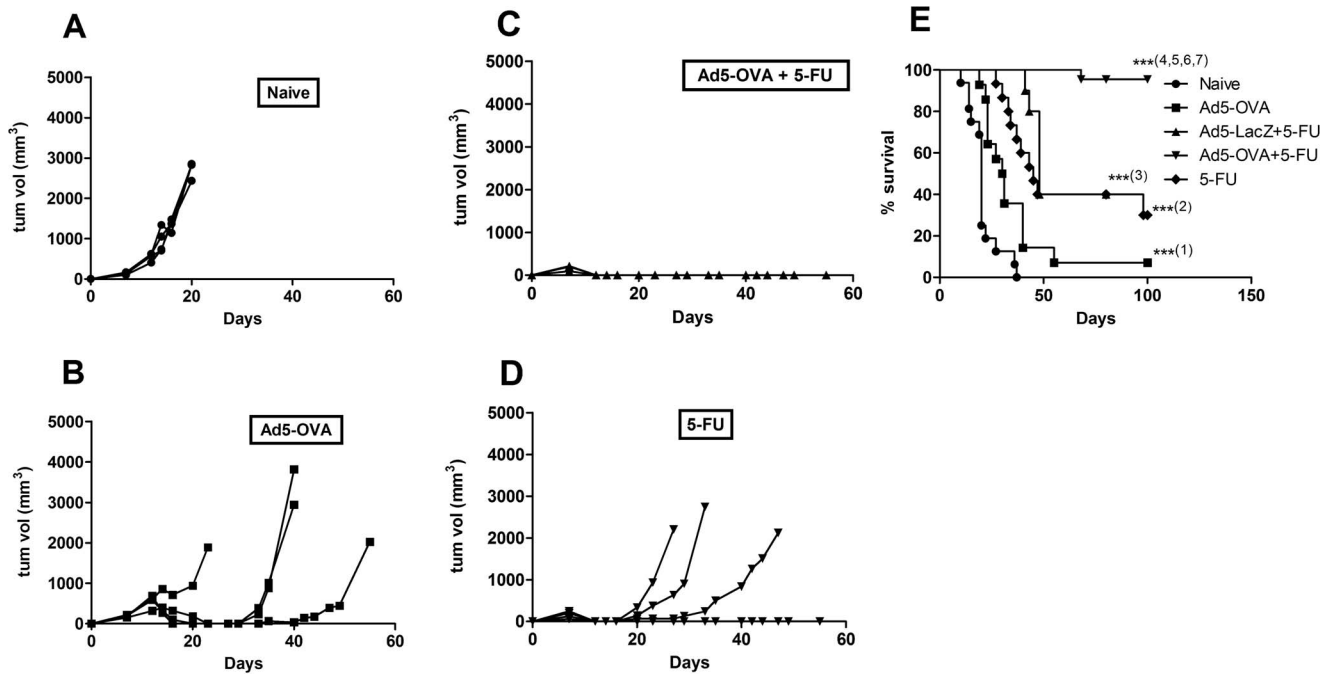 A
Naive
5000
4000
3000
2000
1000
0
tum vol (mm3)
0 20 40 60
Days
B
Ad5-OVA
5000
4000
3000
2000
1000
0
tum vol (mm3)
0 20 40 60
Days
C
Ad5-OVA + 5-FU
5000
4000
3000
2000
1000
0
tum vol (mm3)
0 20 40 60
Days
D
5-FU
5000
4000
3000
2000
1000
0
tum vol (mm3)
0 20 40 60
Days
E
100
80
60
40
20
0
% survival
0 50 100 150
Days
***(4,5,6,7)
***(3)
***(2)
***(1)
Naive
Ad5-OVA
Ad5-LacZ+5-FU
Ad5-OVA+5-FU
5-FU